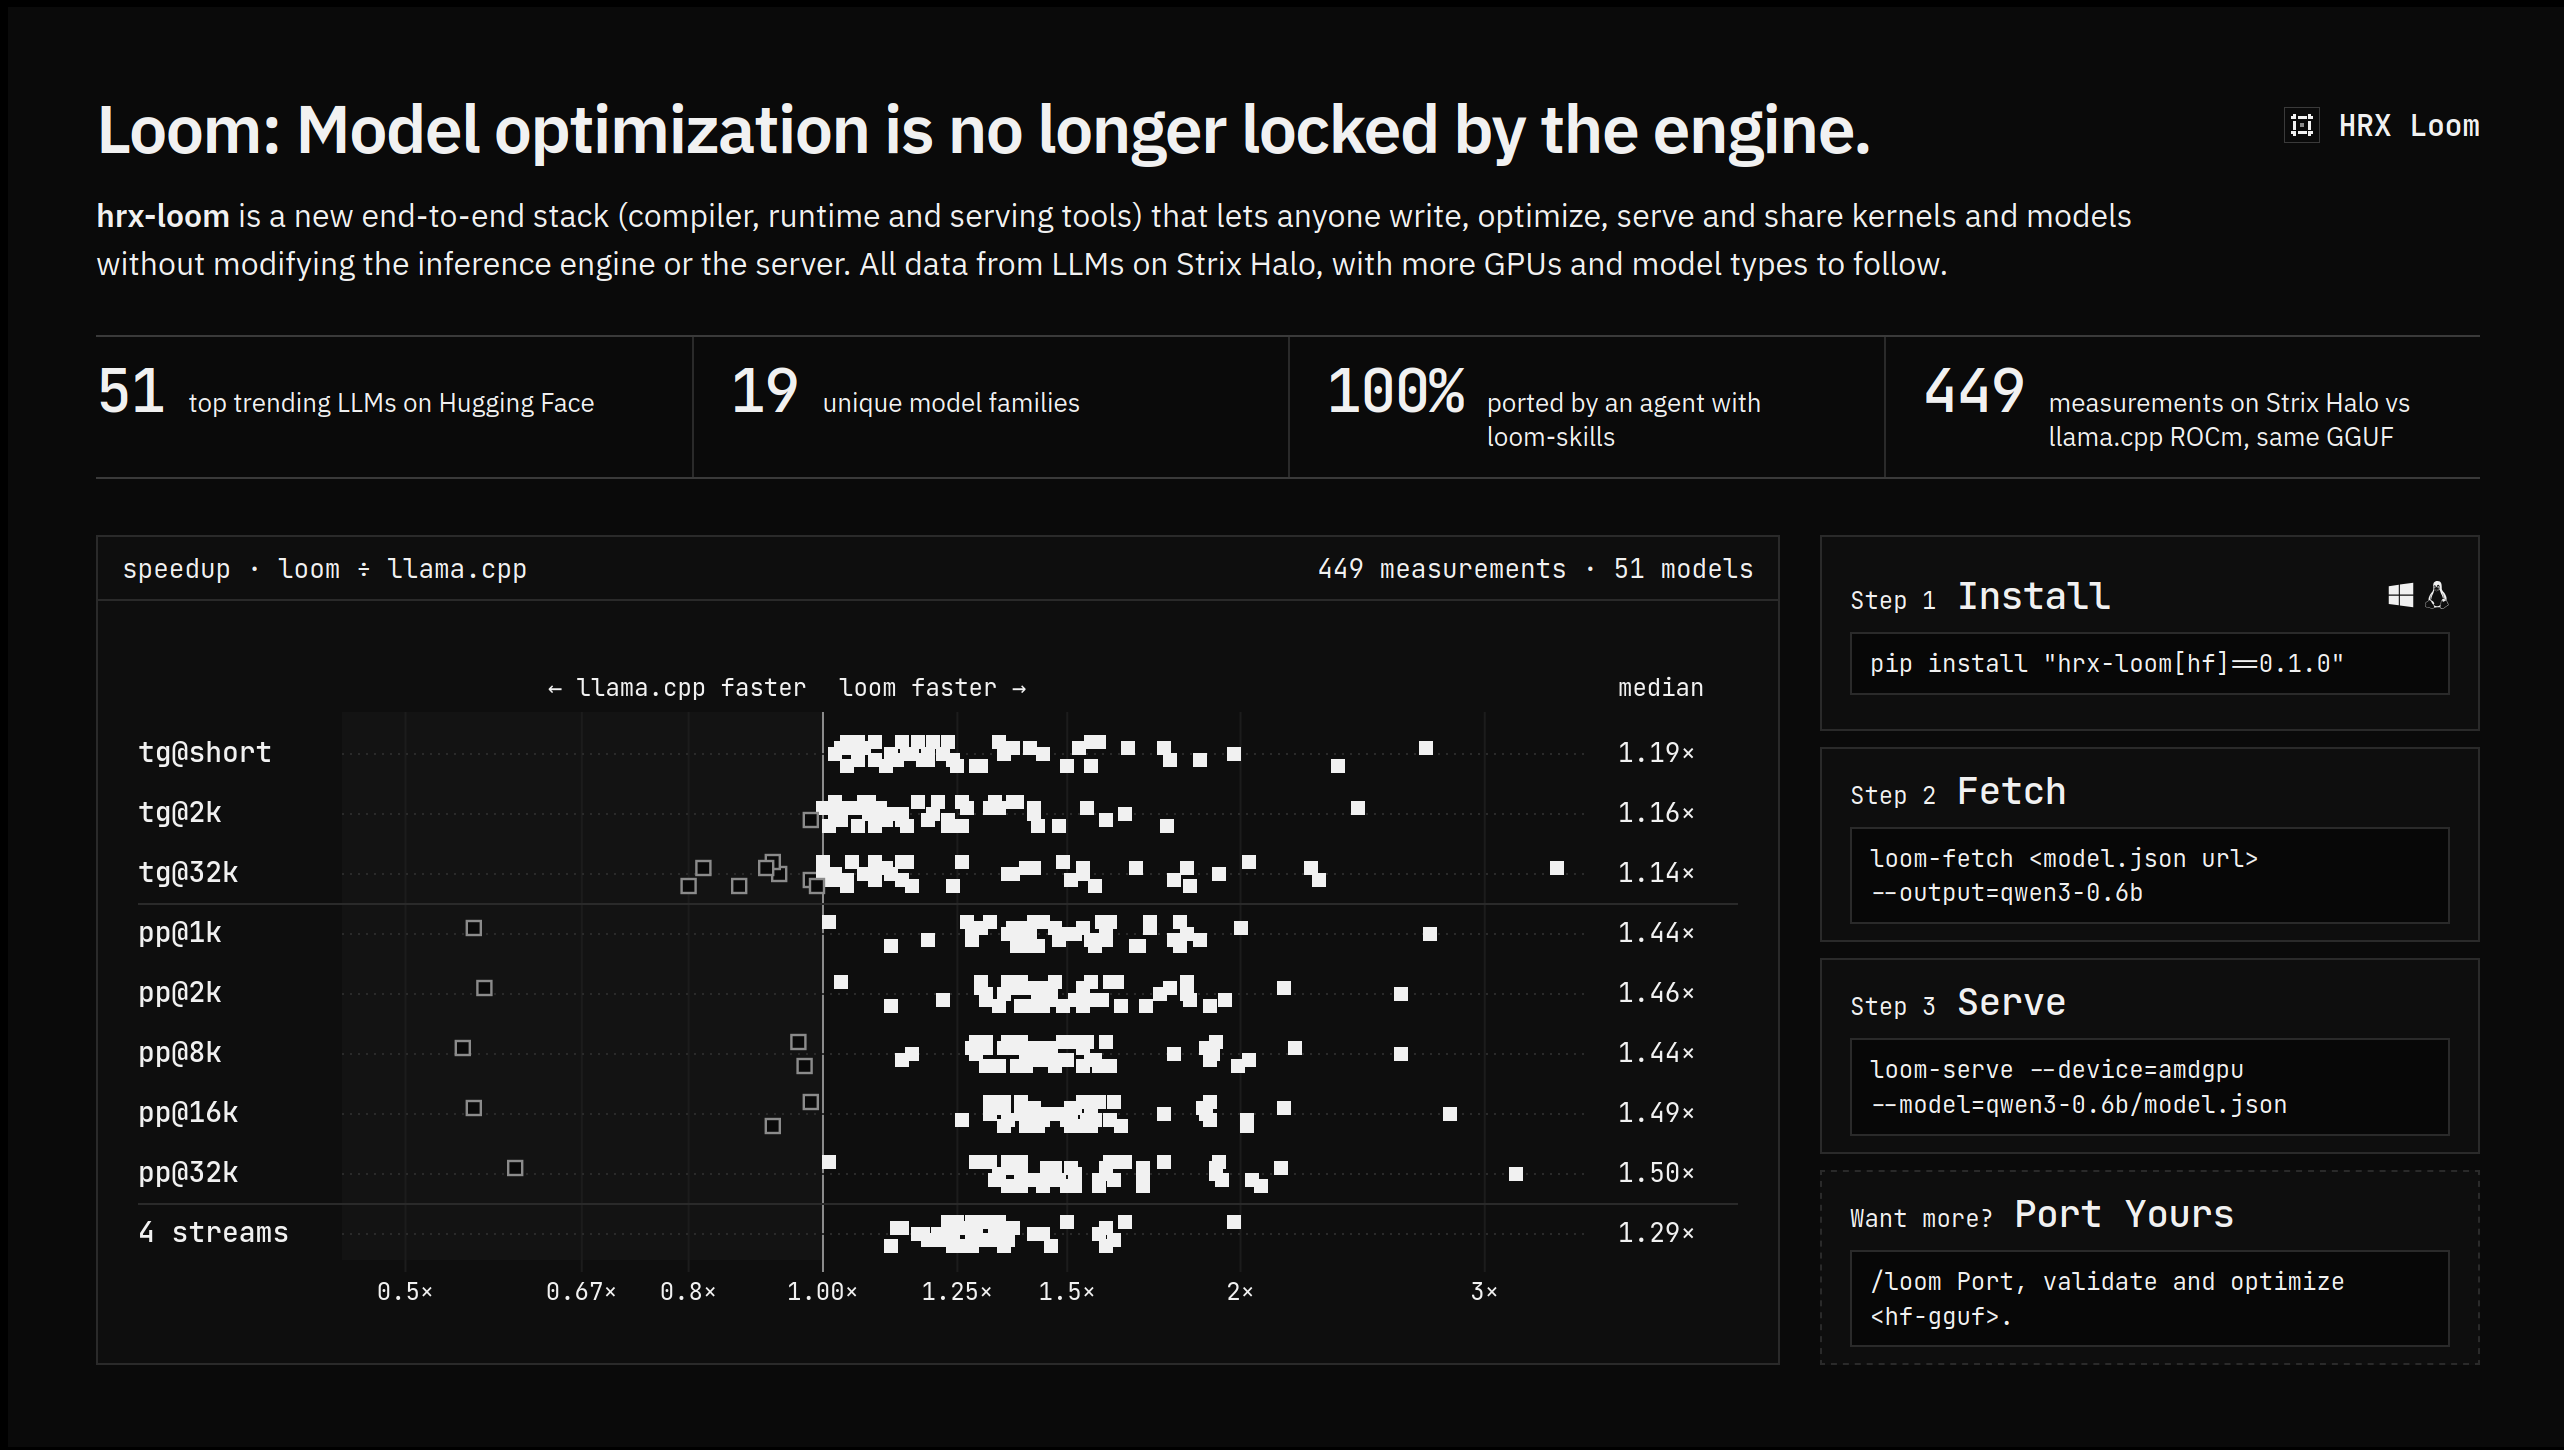 Loom: Model optimization is no longer locked by the engine.
HRX Loom
hrx-loom is a new end-to-end stack (compiler, runtime and serving tools) that lets anyone write, optimize, serve and share kernels and models
without modifying the inference engine or the server. All data from LLMs on Strix Halo, with more GPUs and model types to follow.
51 top trending LLMs on Hugging Face
19 unique model families
100% ported by an agent with
loom-skills
449 measurements on Strix Halo vs
llama.cpp ROCm, same GGUF
speedup · loom ÷ llama.cpp
449 measurements · 51 models
← llama.cpp faster
loom faster →
median
tg@short 1.19×
tg@2k 1.16×
tg@32k 1.14×
pp@1k 1.44×
pp@2k 1.46×
pp@8k 1.44×
pp@16k 1.49×
pp@32k 1.50×
4 streams 1.29×
0.5× 0.67× 0.8× 1.00× 1.25× 1.5× 2× 3×
Step 1 Install
pip install "hrx-loom[hf]==0.1.0"
Step 2 Fetch
loom-fetch <model.json url>
--output=qwen3-0.6b
Step 3 Serve
loom-serve --device=amdgpu
--model=qwen3-0.6b/model.json
Want more? Port Yours
/loom Port, validate and optimize
<hf-gguf>.